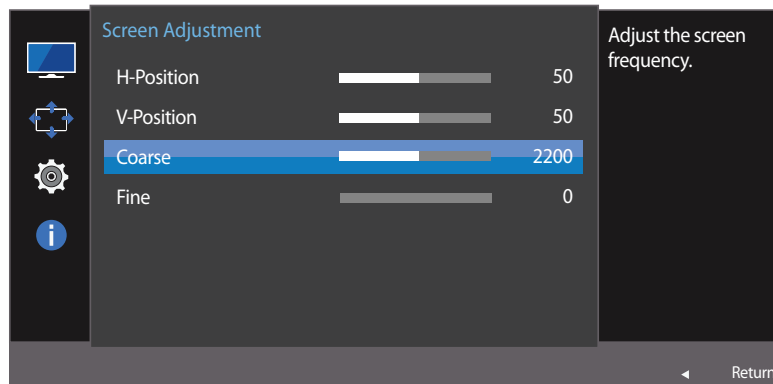 Screen Adjustment
H-Position 50
V-Position 50
Coarse 2200
Fine 0
Adjust the screen
frequency.
Return